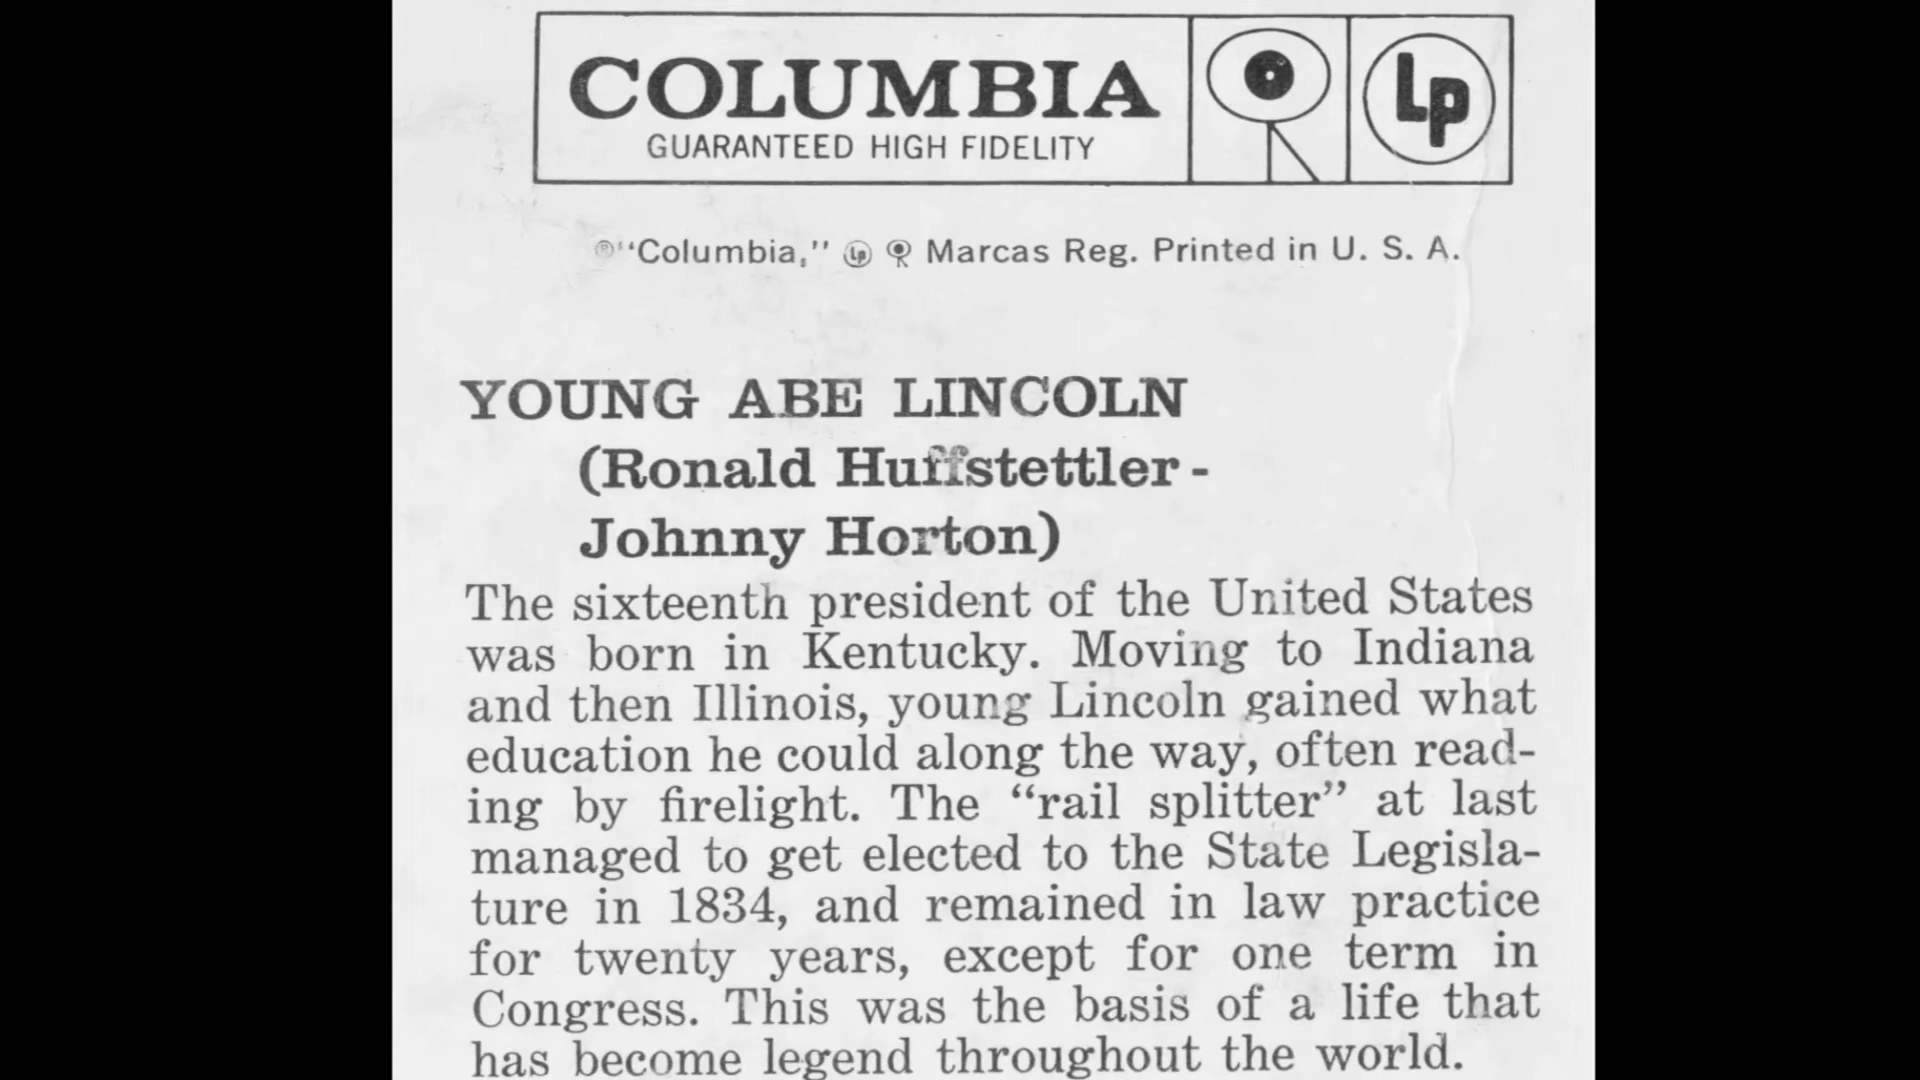 COLUMBIA
GUARANTEED HIGH FIDELITY
Lp
®"Columbia," Lp Marcas Reg. Printed in U. S. A.
YOUNG ABE LINCOLN
(Ronald Huffstettler-
Johnny Horton)
The sixteenth president of the United States
was born in Kentucky. Moving to Indiana
and then Illinois, young Lincoln gained what
education he could along the way, often read-
ing by firelight. The “rail splitter” at last
managed to get elected to the State Legisla-
ture in 1834, and remained in law practice
for twenty years, except for one term in
Congress. This was the basis of a life that
has become legend throughout the world.